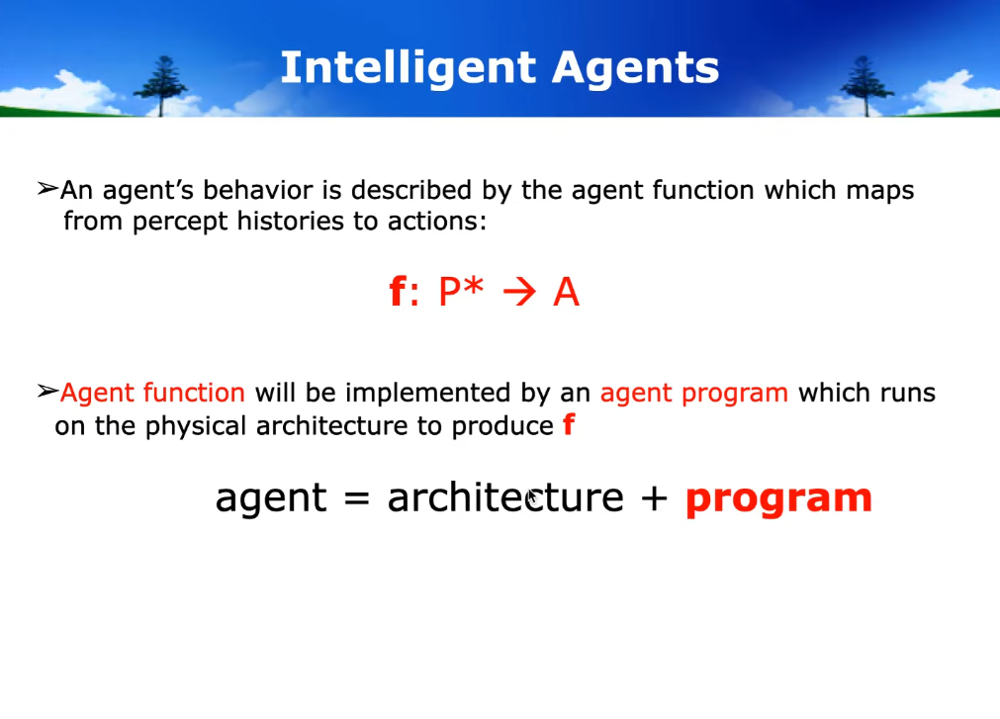 Intelligent Agents
➢An agent’s behavior is described by the agent function which maps
from percept histories to actions:
f: P* → A
➢Agent function will be implemented by an agent program which runs
on the physical architecture to produce f
agent = architecture + program